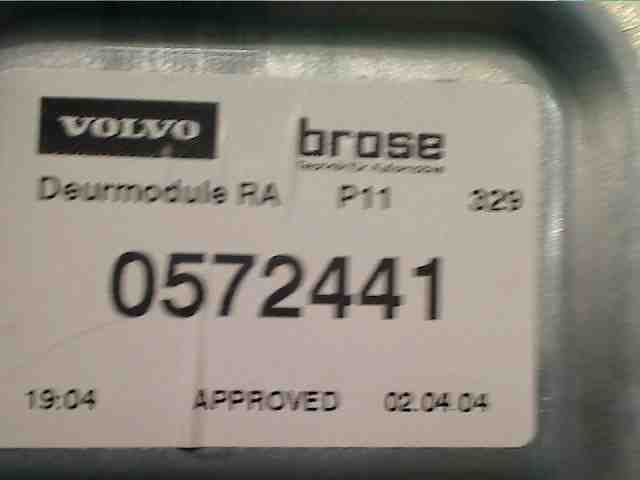 VOLVO brose
Deurmodule RA P11 329
0572441
19:04 APPROVED 02.04.04